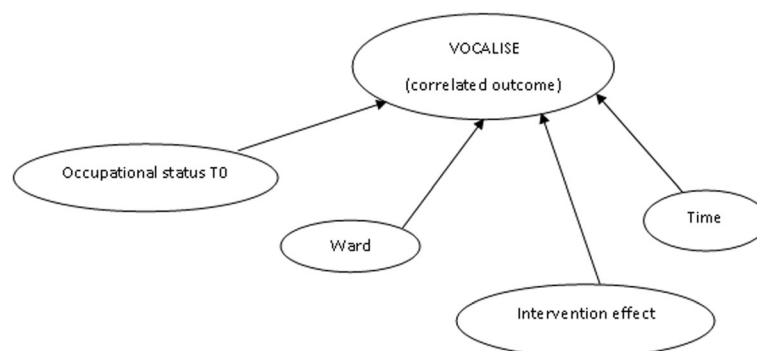 VOCALISE
(correlated outcome)
Occupational status T0
Time
Ward
Intervention effect